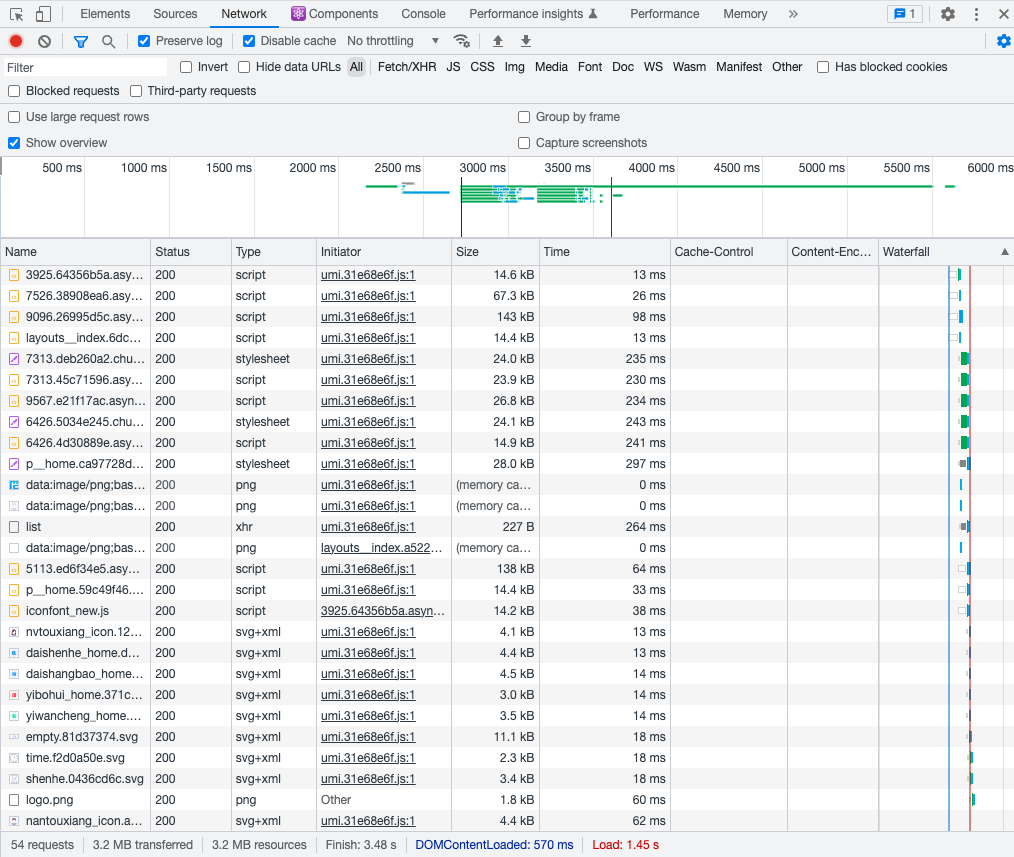 Elements Sources Network Components Console Performance insights Performance Memory » 1
Preserve log Disable cache No throttling
Filter Invert Hide data URLs All Fetch/XHR JS CSS Img Media Font Doc WS Wasm Manifest Other Has blocked cookies
Blocked requests Third-party requests
Use large request rows Group by frame
Show overview Capture screenshots
500 ms 1000 ms 1500 ms 2000 ms 2500 ms 3000 ms 3500 ms 4000 ms 4500 ms 5000 ms 5500 ms 6000 ms
Name Status Type Initiator Size Time Cache-Control Content-Enc... Waterfall
3925.64356b5a.asy... 200 script umi.31e68e6f.js:1 14.6 kB 13 ms
7526.38908ea6.asy... 200 script umi.31e68e6f.js:1 67.3 kB 26 ms
9096.26995d5c.asy... 200 script umi.31e68e6f.js:1 143 kB 98 ms
layouts__index.6dc... 200 script umi.31e68e6f.js:1 14.4 kB 13 ms
7313.deb260a2.chu... 200 stylesheet umi.31e68e6f.js:1 24.0 kB 235 ms
7313.45c71596.asy... 200 script umi.31e68e6f.js:1 23.9 kB 230 ms
9567.e21f17ac.asyn... 200 script umi.31e68e6f.js:1 26.8 kB 234 ms
6426.5034e245.chu... 200 stylesheet umi.31e68e6f.js:1 24.1 kB 243 ms
6426.4d30889e.asy... 200 script umi.31e68e6f.js:1 14.9 kB 241 ms
p__home.ca97728d... 200 stylesheet umi.31e68e6f.js:1 28.0 kB 297 ms
data:image/png;bas... 200 png umi.31e68e6f.js:1 (memory ca... 0 ms
data:image/png;bas... 200 png umi.31e68e6f.js:1 (memory ca... 0 ms
list 200 xhr umi.31e68e6f.js:1 227 B 264 ms
data:image/png;bas... 200 png layouts__index.a522... (memory ca... 0 ms
5113.ed6f34e5.asy... 200 script umi.31e68e6f.js:1 138 kB 64 ms
p__home.59c49f46.... 200 script umi.31e68e6f.js:1 14.4 kB 33 ms
iconfont_new.js 200 script 3925.64356b5a.asyn... 14.2 kB 38 ms
nvtouxiang_icon.12... 200 svg+xml umi.31e68e6f.js:1 4.1 kB 13 ms
daishenhe_home.d... 200 svg+xml umi.31e68e6f.js:1 4.4 kB 13 ms
daishangbao_home... 200 svg+xml umi.31e68e6f.js:1 4.5 kB 14 ms
yibohui_home.371c... 200 svg+xml umi.31e68e6f.js:1 3.0 kB 14 ms
yiwancheng_home.... 200 svg+xml umi.31e68e6f.js:1 3.5 kB 14 ms
empty.81d37374.svg 200 svg+xml umi.31e68e6f.js:1 11.1 kB 18 ms
time.f2d0a50e.svg 200 svg+xml umi.31e68e6f.js:1 2.3 kB 18 ms
shenhe.0436cd6c.svg 200 svg+xml umi.31e68e6f.js:1 3.4 kB 18 ms
logo.png 200 png Other 1.8 kB 60 ms
nantouxiang_icon.a... 200 svg+xml umi.31e68e6f.js:1 4.4 kB 62 ms
54 requests 3.2 MB transferred 3.2 MB resources Finish: 3.48 s DOMContentLoaded: 570 ms Load: 1.45 s